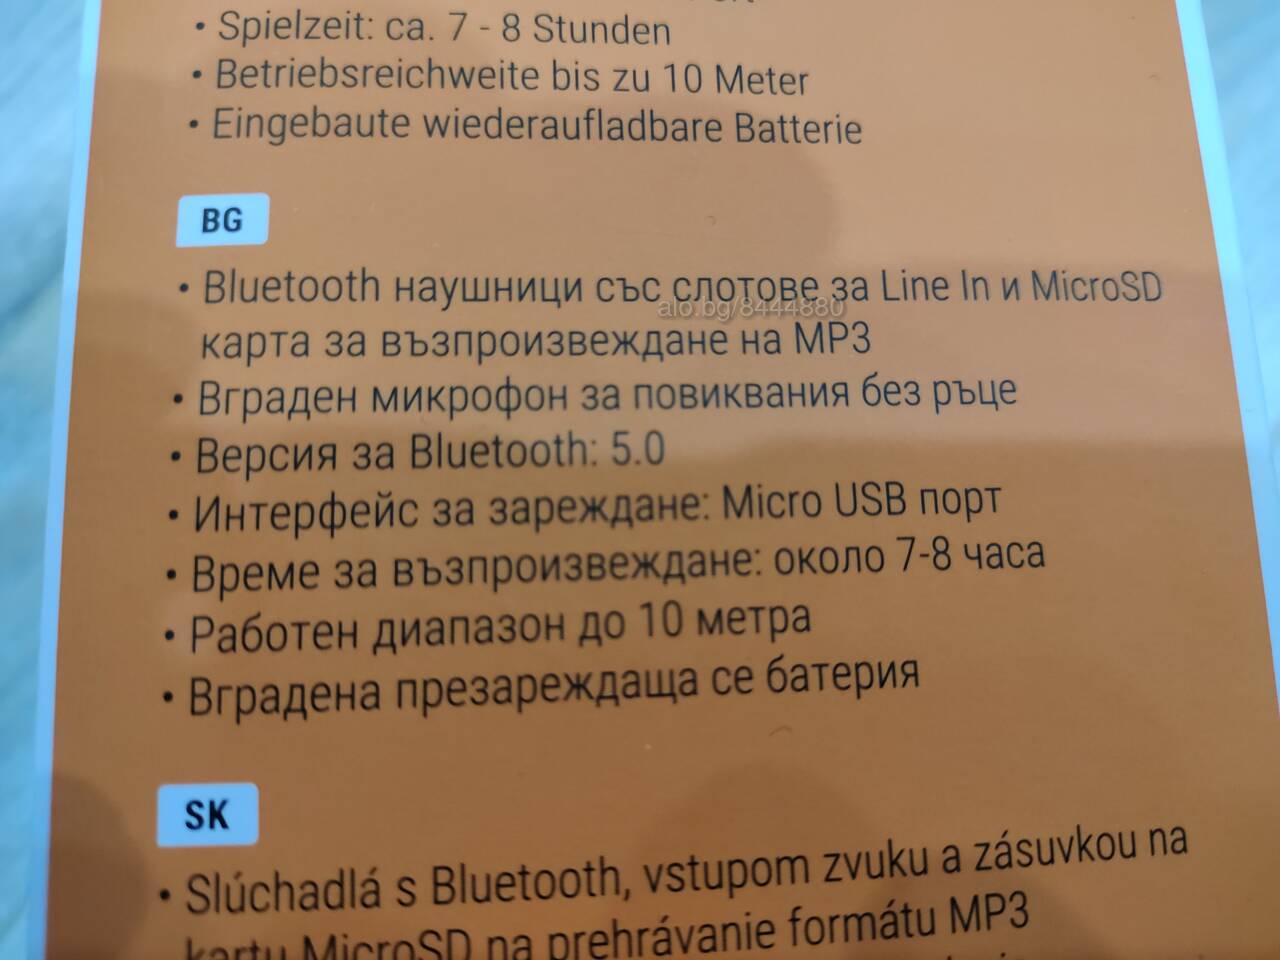 • Spielzeit: ca. 7 - 8 Stunden
• Betriebsreichweite bis zu 10 Meter
• Eingebaute wiederaufladbare Batterie
BG
• Bluetooth наушници със слотове за Line In и MicroSD
alo.bg/8444880
карта за възпроизвеждане на MP3
• Вграден микрофон за повиквания без ръце
• Версия за Bluetooth: 5.0
• Интерфейс за зареждане: Micro USB порт
• Време за възпроизвеждане: около 7-8 часа
• Работен диапазон до 10 метра
• Вградена презареждаща се батерия
SK
• Slúchadlá s Bluetooth, vstupom zvuku a zásuvkou na
kartu MicroSD na prehrávanie formátu MP3